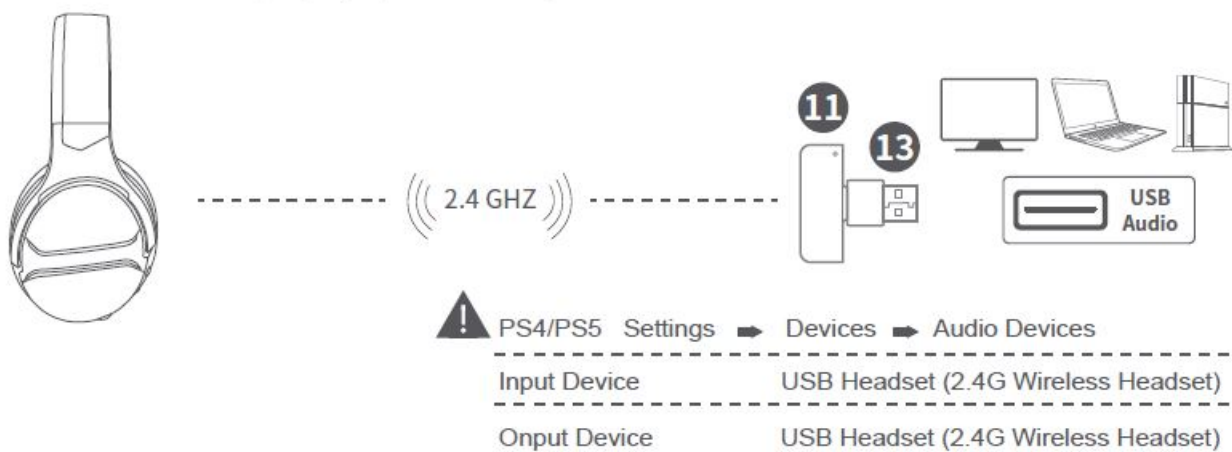 11
13
2.4 GHZ
USB
Audio
PS4/PS5 Settings ➡ Devices ➡ Audio Devices
Input Device USB Headset (2.4G Wireless Headset)
Onput Device USB Headset (2.4G Wireless Headset)